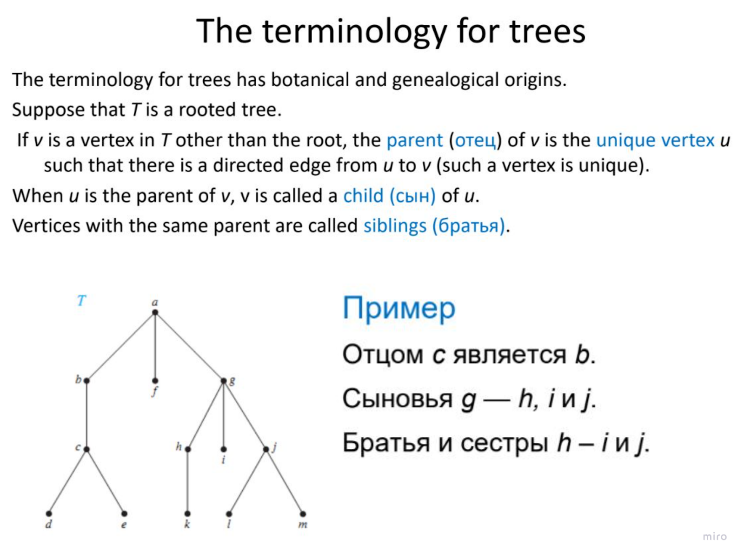 The terminology for trees
The terminology for trees has botanical and genealogical origins.
Suppose that T is a rooted tree.
If v is a vertex in T other than the root, the parent (отец) of v is the unique vertex u
such that there is a directed edge from u to v (such a vertex is unique).
When u is the parent of v, v is called a child (сын) of u.
Vertices with the same parent are called siblings (братья).
T
a
b
f
g
c
h
i
j
d
e
k
l
m
Пример
Отцом c является b.
Сыновья g — h, i и j.
Братья и сестры h – i и j.
miro